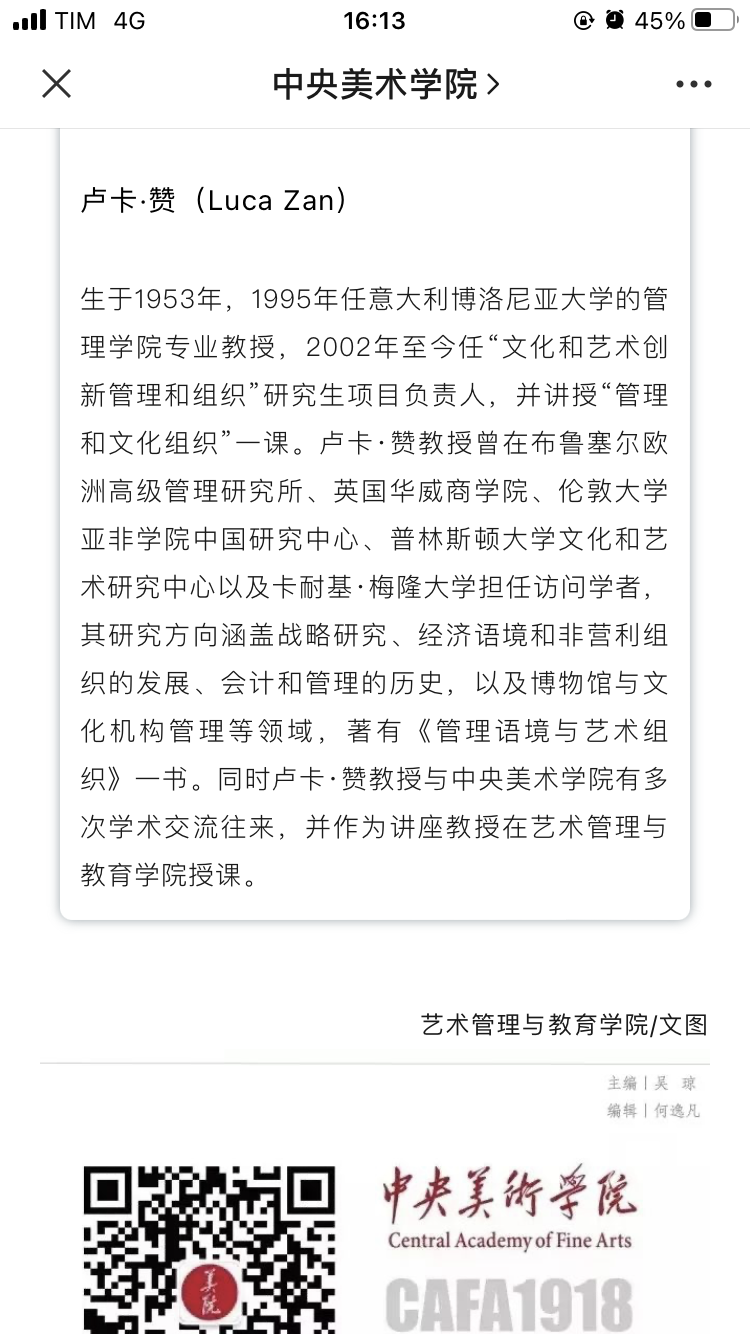 TIM 4G 16:13 45%
中央美术学院
卢卡·赞（Luca Zan）
生于1953年，1995年任意大利博洛尼亚大学的管
理学院专业教授，2002年至今任“文化和艺术创
新管理和组织”研究生项目负责人，并讲授“管理
和文化组织”一课。卢卡·赞教授曾在布鲁塞尔欧
洲高级管理研究所、英国华威商学院、伦敦大学
亚非学院中国研究中心、普林斯顿大学文化和艺
术研究中心以及卡耐基·梅隆大学担任访问学者，
其研究方向涵盖战略研究、经济语境和非营利组
织的发展、会计和管理的历史，以及博物馆与文
化机构管理等领域，著有《管理语境与艺术组
织》一书。同时卢卡·赞教授与中央美术学院有多
次学术交流往来，并作为讲座教授在艺术管理与
教育学院授课。
艺术管理与教育学院/文图
主编丨吴 琼
编辑丨何逸凡
美院
中央美術学院
Central Academy of Fine Arts
CAFA1918